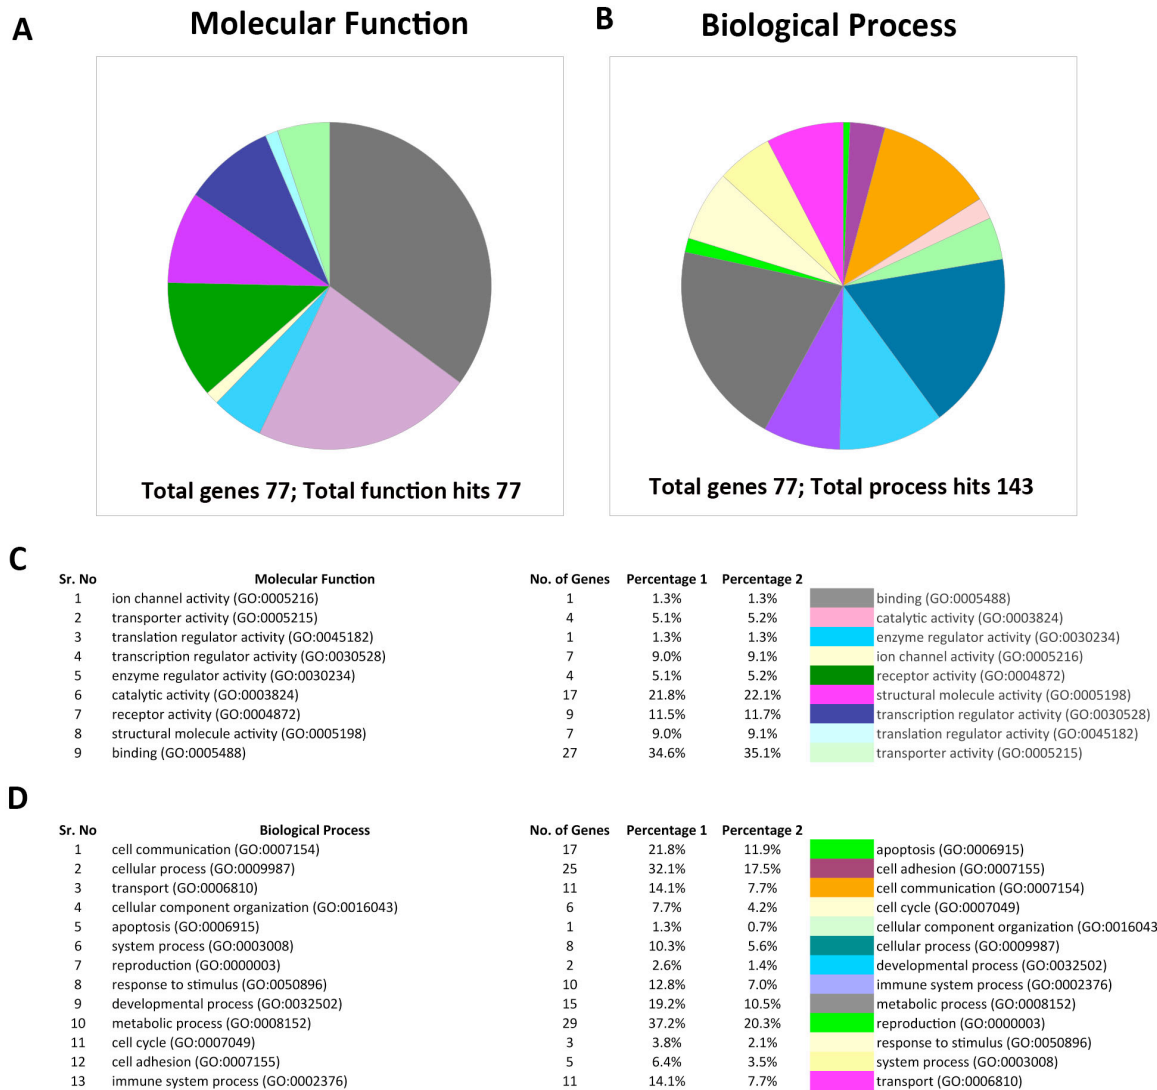 A Molecular Function
B Biological Process
Total genes 77; Total function hits 77
Total genes 77; Total process hits 143
C
Sr. No Molecular Function No. of Genes Percentage 1 Percentage 2
1 ion channel activity (GO:0005216) 1 1.3% 1.3% binding (GO:0005488)
2 transporter activity (GO:0005215) 4 5.1% 5.2% catalytic activity (GO:0003824)
3 translation regulator activity (GO:0045182) 1 1.3% 1.3% enzyme regulator activity (GO:0030234)
4 transcription regulator activity (GO:0030528) 7 9.0% 9.1% ion channel activity (GO:0005216)
5 enzyme regulator activity (GO:0030234) 4 5.1% 5.2% receptor activity (GO:0004872)
6 catalytic activity (GO:0003824) 17 21.8% 22.1% structural molecule activity (GO:0005198)
7 receptor activity (GO:0004872) 9 11.5% 11.7% transcription regulator activity (GO:0030528)
8 structural molecule activity (GO:0005198) 7 9.0% 9.1% translation regulator activity (GO:0045182)
9 binding (GO:0005488) 27 34.6% 35.1% transporter activity (GO:0005215)
D
Sr. No Biological Process No. of Genes Percentage 1 Percentage 2
1 cell communication (GO:0007154) 17 21.8% 11.9% apoptosis (GO:0006915)
2 cellular process (GO:0009987) 25 32.1% 17.5% cell adhesion (GO:0007155)
3 transport (GO:0006810) 11 14.1% 7.7% cell communication (GO:0007154)
4 cellular component organization (GO:0016043) 6 7.7% 4.2% cell cycle (GO:0007049)
5 apoptosis (GO:0006915) 1 1.3% 0.7% cellular component organization (GO:0016043
6 system process (GO:0003008) 8 10.3% 5.6% cellular process (GO:0009987)
7 reproduction (GO:0000003) 2 2.6% 1.4% developmental process (GO:0032502)
8 response to stimulus (GO:0050896) 10 12.8% 7.0% immune system process (GO:0002376)
9 developmental process (GO:0032502) 15 19.2% 10.5% metabolic process (GO:0008152)
10 metabolic process (GO:0008152) 29 37.2% 20.3% reproduction (GO:0000003)
11 cell cycle (GO:0007049) 3 3.8% 2.1% response to stimulus (GO:0050896)
12 cell adhesion (GO:0007155) 5 6.4% 3.5% system process (GO:0003008)
13 immune system process (GO:0002376) 11 14.1% 7.7% transport (GO:0006810)